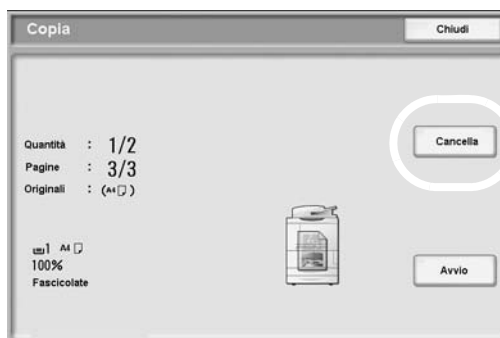 Copia Chiudi
Cancella
Quantità : 1/2
Pagine : 3/3
Originali : (A4)
1 A4
100%
Fascicolate
Avvio